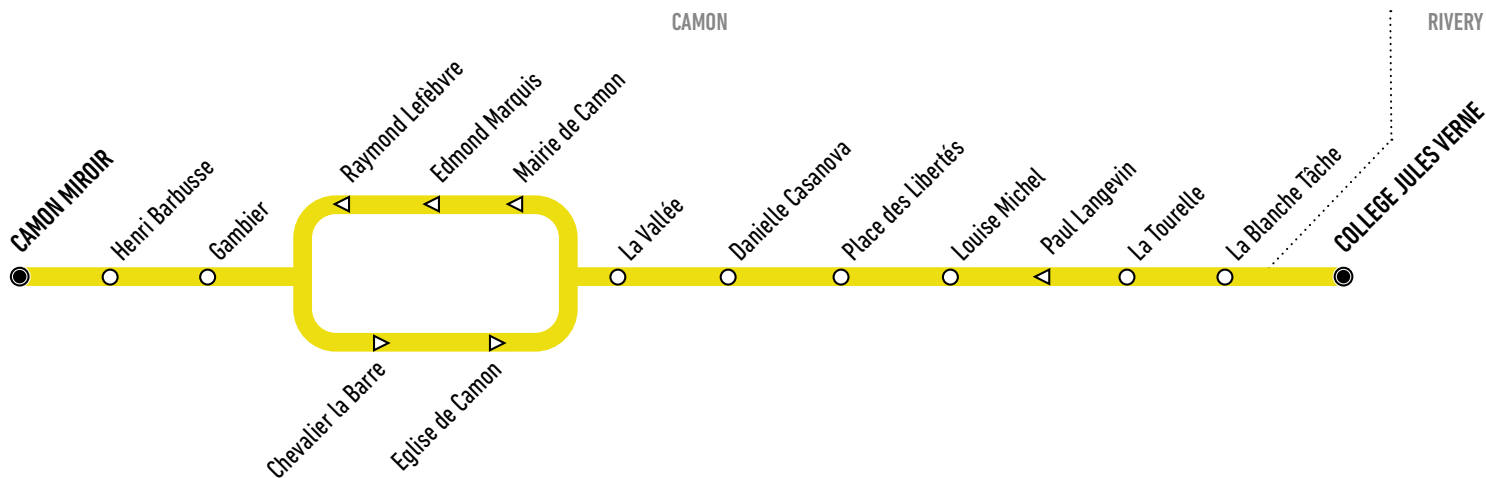 CAMON
RIVERY
CAMON MIROIR
Henri Barbusse
Gambier
Raymond Lefèbvre
Edmond Marquis
Mairie de Camon
Chevalier la Barre
Eglise de Camon
La Vallée
Danielle Casanova
Place des Libertés
Louise Michel
Paul Langevin
La Tourelle
La Blanche Tâche
COLLEGE JULES VERNE